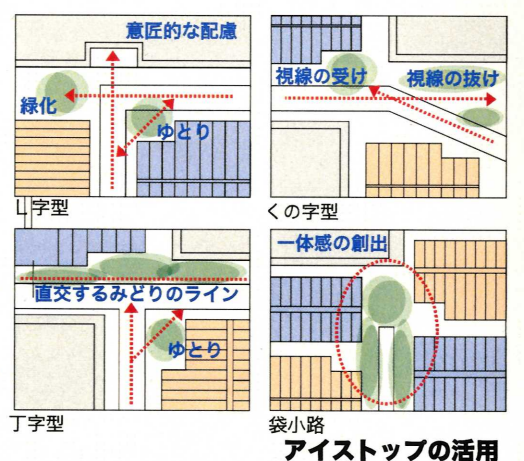 意匠的な配慮
緑化
ゆとり
L字型
視線の受け
視線の抜け
くの字型
直交するみどりのライン
ゆとり
丁字型
一体感の創出
袋小路
アイストップの活用